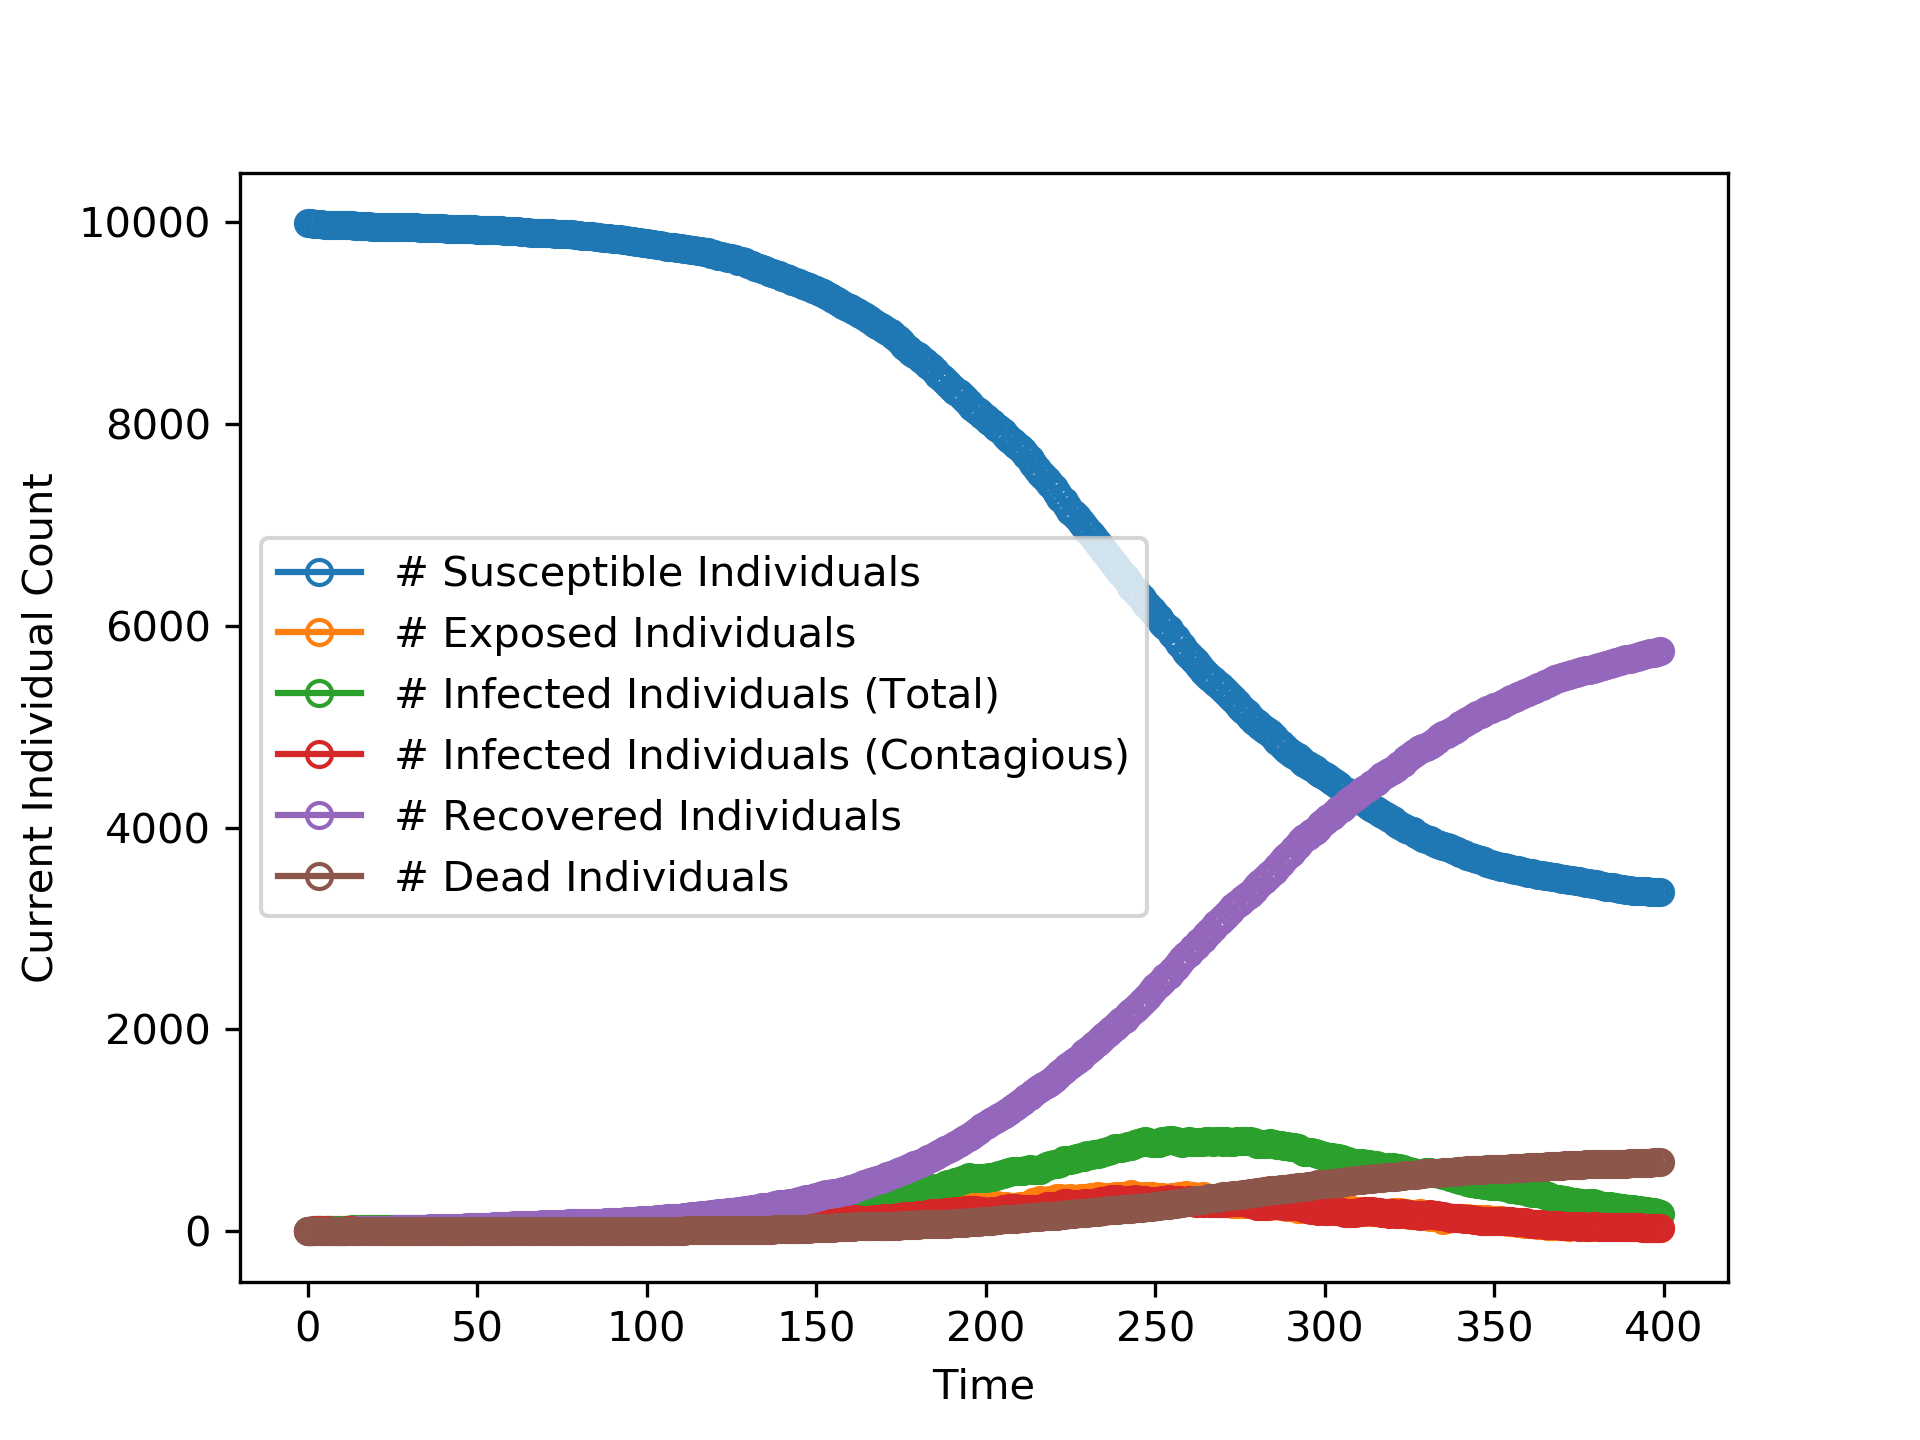 10000
8000
6000
4000
2000
0
Current Individual Count
# Susceptible Individuals
# Exposed Individuals
# Infected Individuals (Total)
# Infected Individuals (Contagious)
# Recovered Individuals
# Dead Individuals
0 50 100 150 200 250 300 350 400
Time